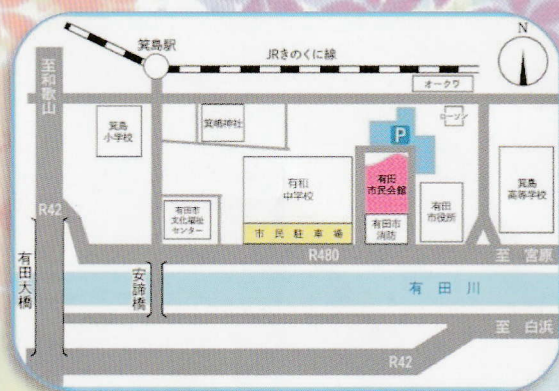 箕島駅
JRきのくに線
N
至和歌山
オークワ
箕島
小学校
箕嶋神社
P
ローソン
有和
中学校
有田
市民会館
箕島
高等学校
有田市
文化福祉
センター
有田市
消防
有田
市役所
市民駐車場
R42
R480
至 宮原
有田大橋
安諦橋
有田川
至 白浜
R42